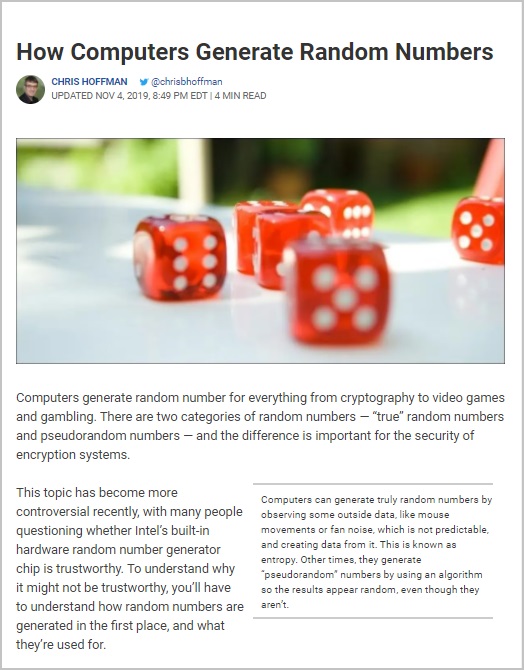 How Computers Generate Random Numbers
CHRIS HOFFMAN @chrisbhoffman
UPDATED NOV 4, 2019, 8:49 PM EDT | 4 MIN READ
Computers generate random number for everything from cryptography to video games
and gambling. There are two categories of random numbers — “true” random numbers
and pseudorandom numbers — and the difference is important for the security of
encryption systems.
This topic has become more
controversial recently, with many people
questioning whether Intel’s built-in
hardware random number generator
chip is trustworthy. To understand why
it might not be trustworthy, you’ll have
to understand how random numbers are
generated in the first place, and what
they’re used for.
Computers can generate truly random numbers by
observing some outside data, like mouse
movements or fan noise, which is not predictable,
and creating data from it. This is known as
entropy. Other times, they generate
“pseudorandom” numbers by using an algorithm
so the results appear random, even though they
aren’t.